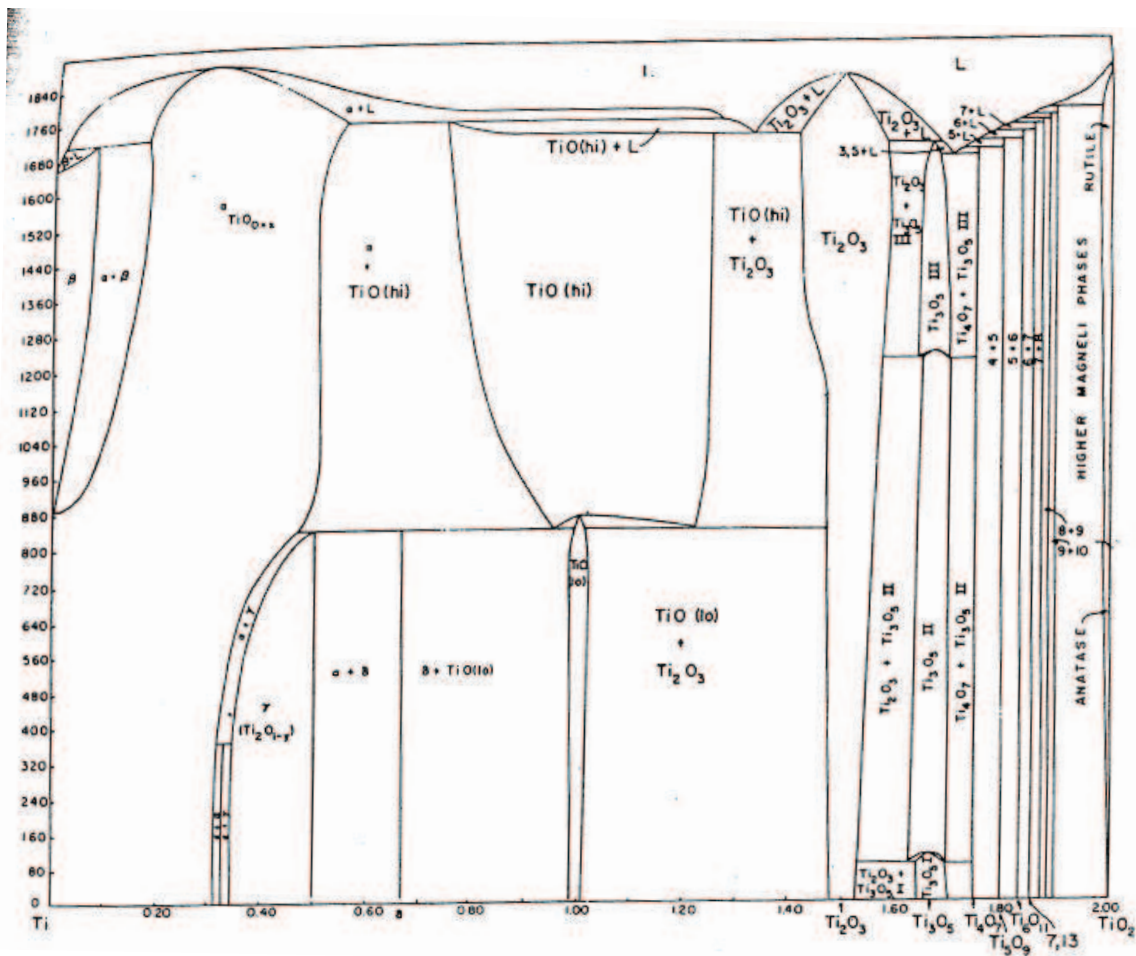 L
L
1840
1760
1680
1600
1520
1440
1360
1280
1200
1120
1040
960
880
800
720
640
560
480
400
320
240
160
80
0
α + L
β+L
Ti₂O₃ + L
Ti₂O₃
+ L
7+L
6+L
5+L
3,5+L
TiO(hi) + L
α
TiO₀₊ₓ
β
α + β
α
+
TiO(hi)
TiO (hi)
TiO (hi)
+
Ti₂O₃
Ti₂O₃
Ti₂O₃
+
Ti₃O₅
III
Ti₃O₅ III
Ti₄O₇ + Ti₃O₅ III
4+5
5+6
6+7
7+8
HIGHER MAGNELI PHASES
RUTILE
8+9
9+10
ANATASE
α + γ
γ
(Ti₂O₁₋ᵧ)
α + δ
δ + TiO(lo)
TiO
(lo)
TiO (lo)
+
Ti₂O₃
Ti₂O₃ + Ti₃O₅ II
Ti₃O₅ II
Ti₄O₇ + Ti₃O₅ II
Ti₂O₃ +
Ti₃O₅ I
Ti₃O₅ I
Ti 0.20 0.40 0.60 δ 0.80 1.00 1.20 1.40 1.60 1.80 2.00
Ti₂O₃ Ti₃O₅ Ti₄O₇ Ti₆O₁₁ TiO₂
Ti₅O₉ 7,13